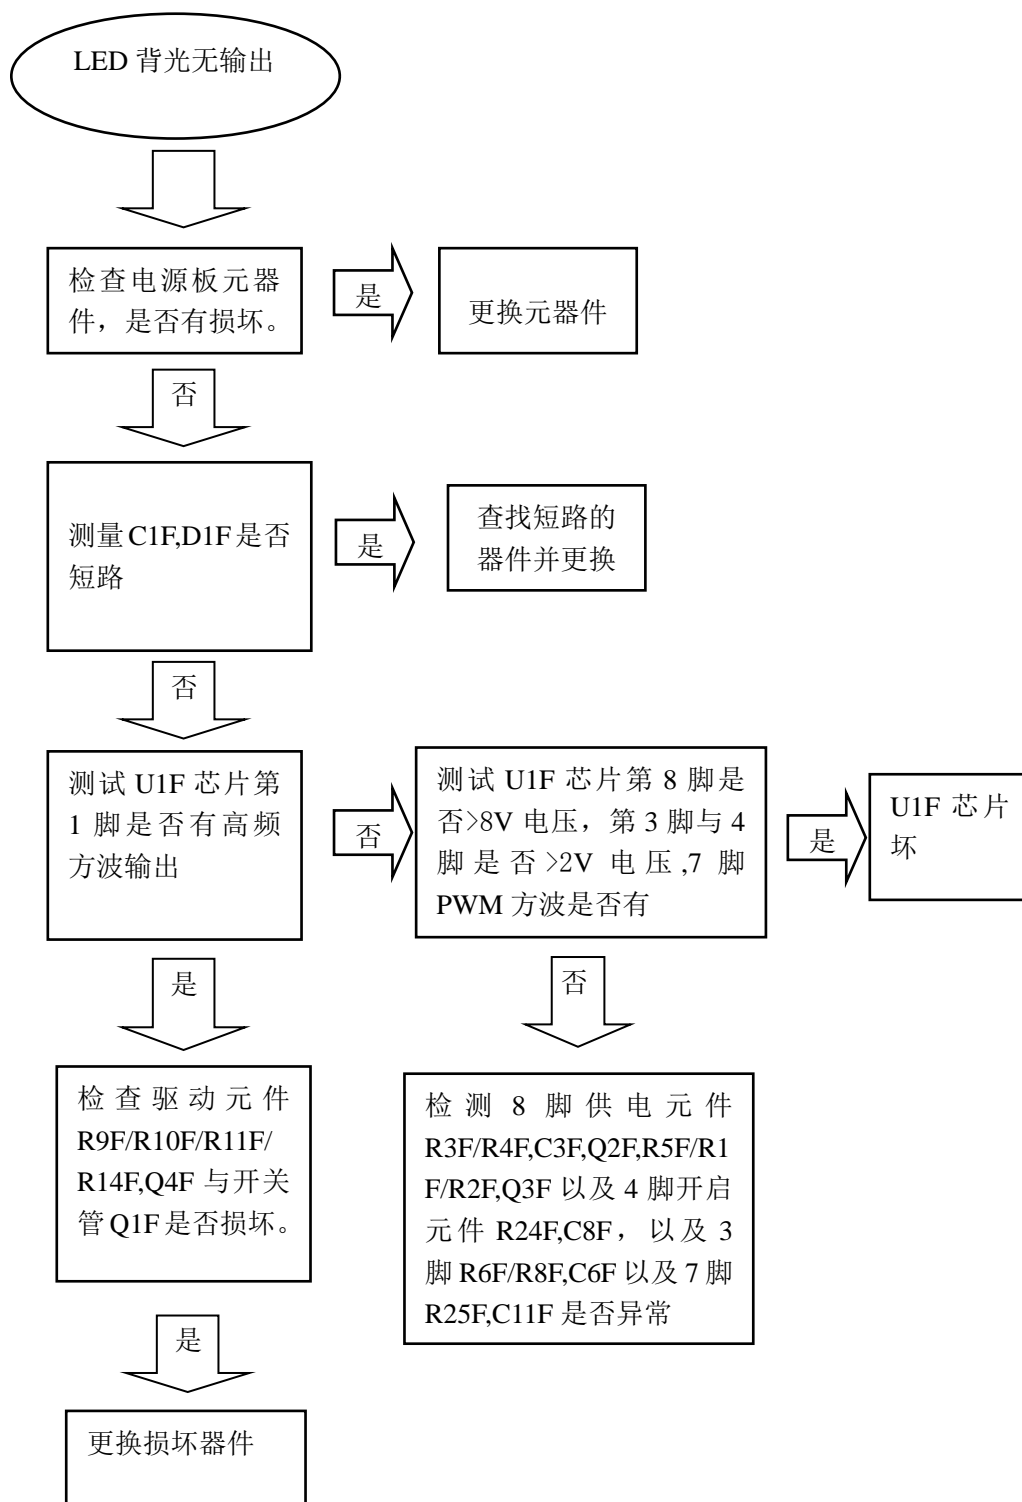 LED 背光无输出
检查电源板元器
件，是否有损坏。
是
更换元器件
否
测量 C1F,D1F 是否
短路
是
查找短路的
器件并更换
否
测试 U1F 芯片第
1 脚是否有高频
方波输出
否
测试 U1F 芯片第 8 脚是
否>8V 电压，第 3 脚与 4
脚是否>2V 电压,7 脚
PWM 方波是否有
是
U1F 芯片
坏
是
否
检查驱动元件
R9F/R10F/R11F/
R14F,Q4F 与开关
管 Q1F 是否损坏。
检测 8 脚供电元件
R3F/R4F,C3F,Q2F,R5F/R1
F/R2F,Q3F 以及 4 脚开启
元件 R24F,C8F，以及 3
脚 R6F/R8F,C6F 以及 7 脚
R25F,C11F 是否异常
是
更换损坏器件